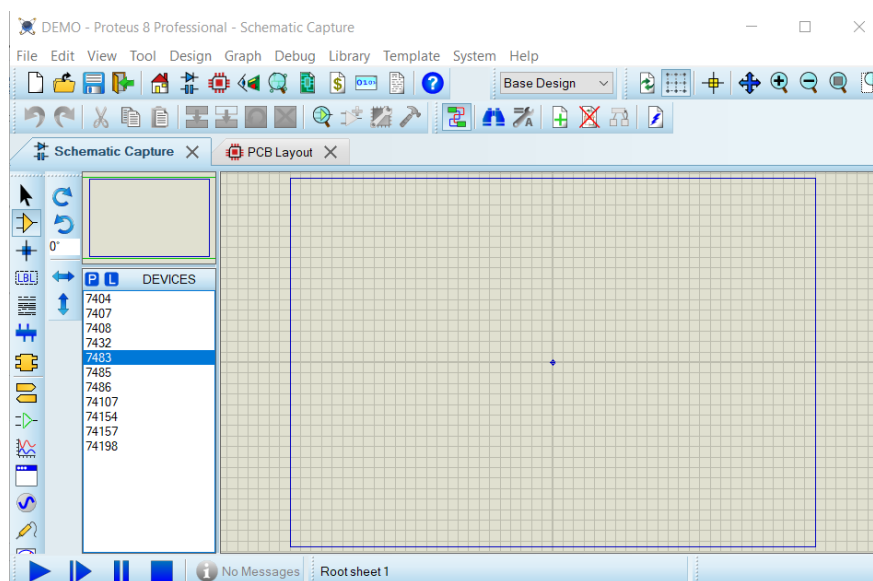 DEMO - Proteus 8 Professional - Schematic Capture
File Edit View Tool Design Graph Debug Library Template System Help
$ 0101 ? Base Design
A
Schematic Capture PCB Layout
0°
LBL
P L DEVICES
7404
7407
7408
7432
7483
7485
7486
74107
74154
74157
74198
No Messages Root sheet 1